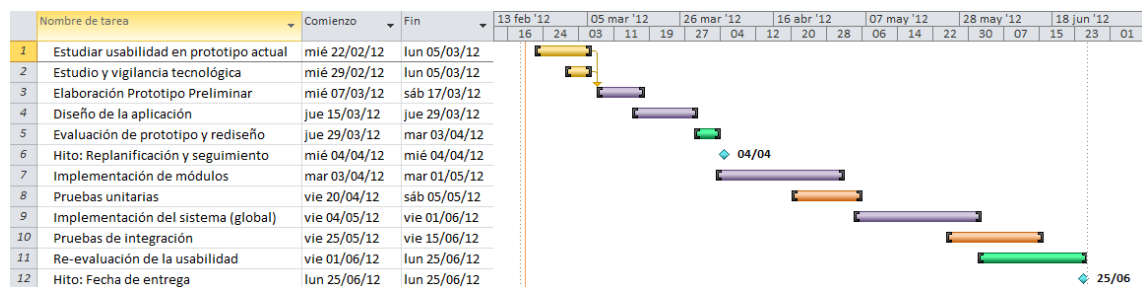 Nombre de tarea Comienzo Fin 13 feb '12 05 mar '12 26 mar '12 16 abr '12 07 may '12 28 may '12 18 jun '12
16 24 03 11 19 27 04 12 20 28 06 14 22 30 07 15 23 01
1 Estudiar usabilidad en prototipo actual mié 22/02/12 lun 05/03/12
2 Estudio y vigilancia tecnológica mié 29/02/12 lun 05/03/12
3 Elaboración Prototipo Preliminar mié 07/03/12 sáb 17/03/12
4 Diseño de la aplicación jue 15/03/12 jue 29/03/12
5 Evaluación de prototipo y rediseño jue 29/03/12 mar 03/04/12
6 Hito: Replanificación y seguimiento mié 04/04/12 mié 04/04/12 04/04
7 Implementación de módulos mar 03/04/12 mar 01/05/12
8 Pruebas unitarias vie 20/04/12 sáb 05/05/12
9 Implementación del sistema (global) vie 04/05/12 vie 01/06/12
10 Pruebas de integración vie 25/05/12 vie 15/06/12
11 Re-evaluación de la usabilidad vie 01/06/12 lun 25/06/12
12 Hito: Fecha de entrega lun 25/06/12 lun 25/06/12 25/06